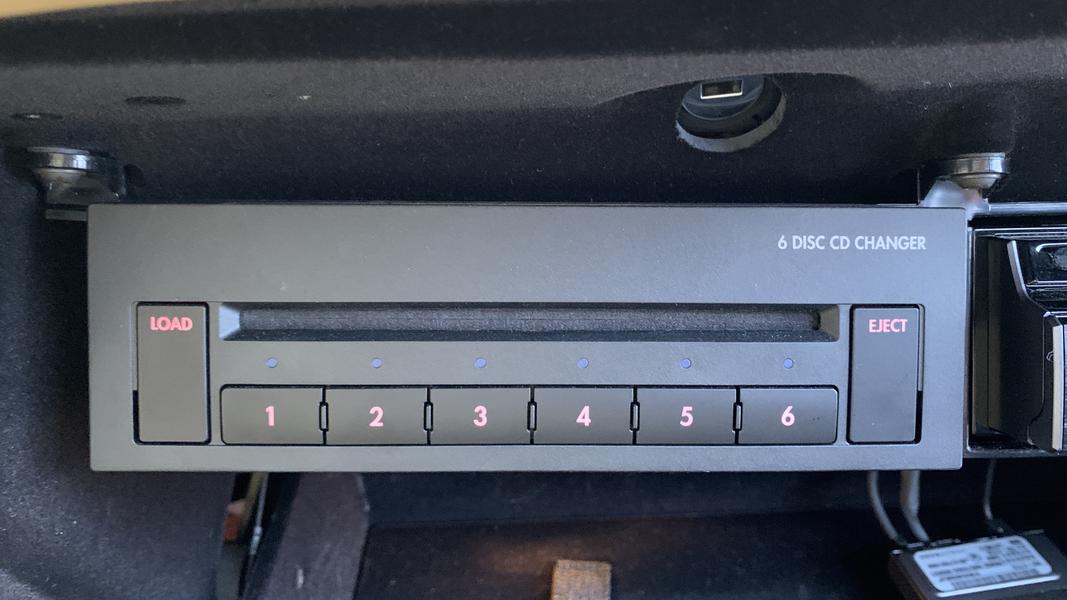 6 DISC CD CHANGER
LOAD
EJECT
1 2 3 4 5 6